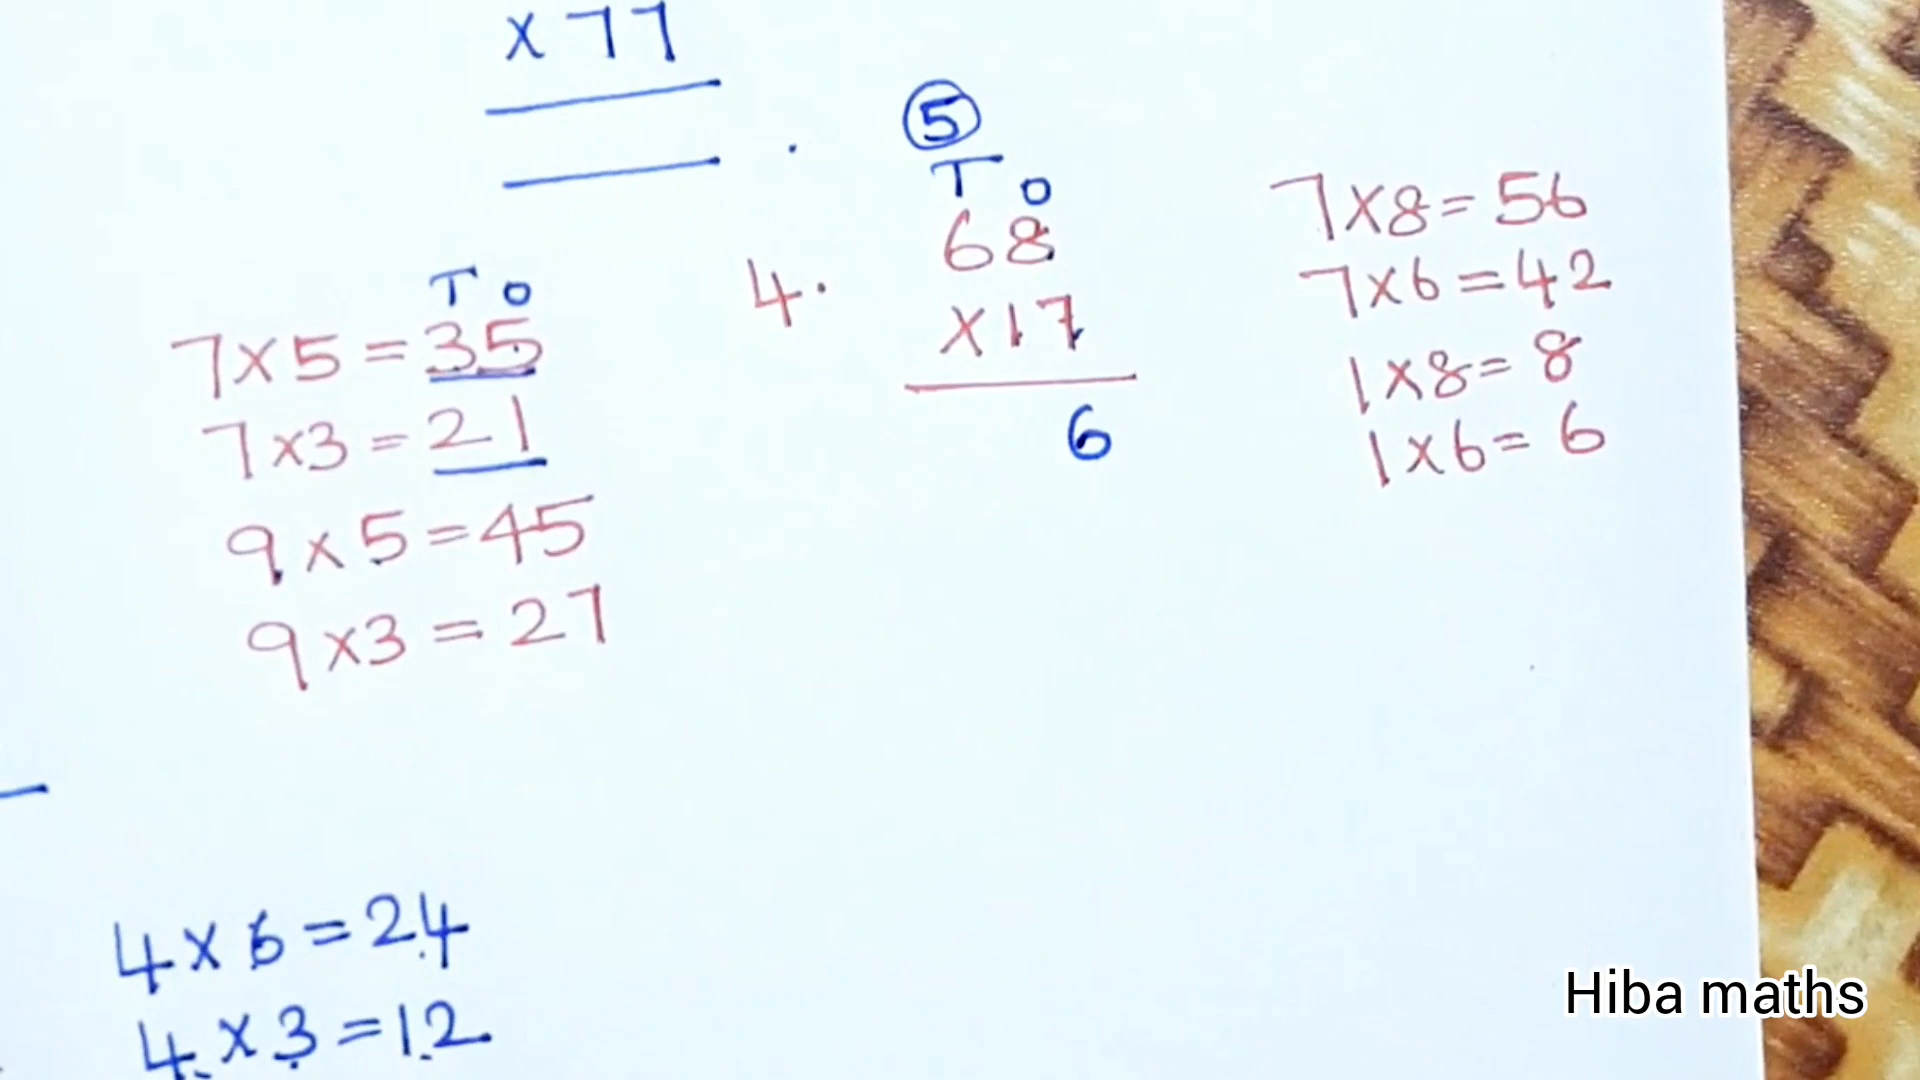 x 77
T O
7x5=35
7x3=21
9x5=45
9x3=27
5
T O
4. 68
x17
6
7x8=56
7x6=42
1x8=8
1x6=6
4x6=24
4x3=12
Hiba maths